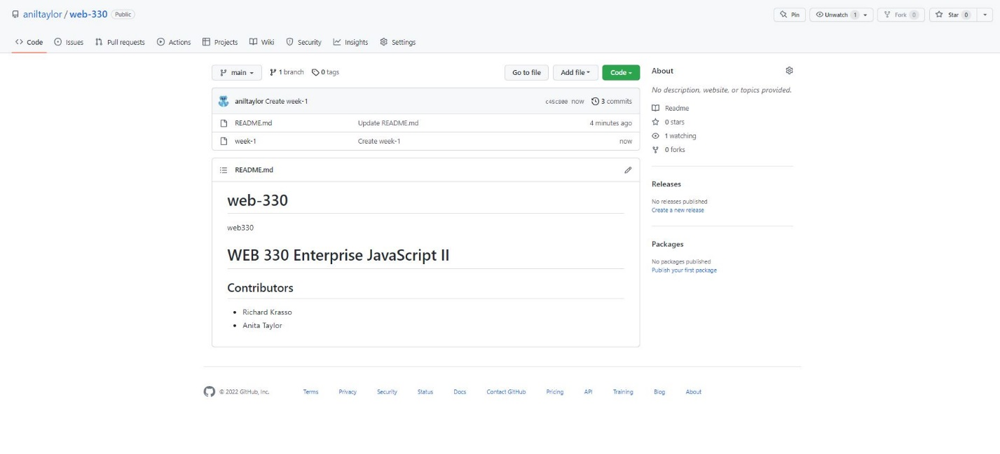 aniltaylor / web-330 Public
Pin Unwatch 1 Fork 0 Star 0
Code Issues Pull requests Actions Projects Wiki Security Insights Settings
main 1 branch 0 tags Go to file Add file Code
aniltaylor Create week-1 c45c800 now 3 commits
README.md Update README.md 4 minutes ago
week-1 Create week-1 now
README.md
web-330
web330
WEB 330 Enterprise JavaScript II
Contributors
Richard Krasso
Anita Taylor
About
No description, website, or topics provided.
Readme
0 stars
1 watching
0 forks
Releases
No releases published
Create a new release
Packages
No packages published
Publish your first package
© 2022 GitHub, Inc. Terms Privacy Security Status Docs Contact GitHub Pricing API Training Blog About